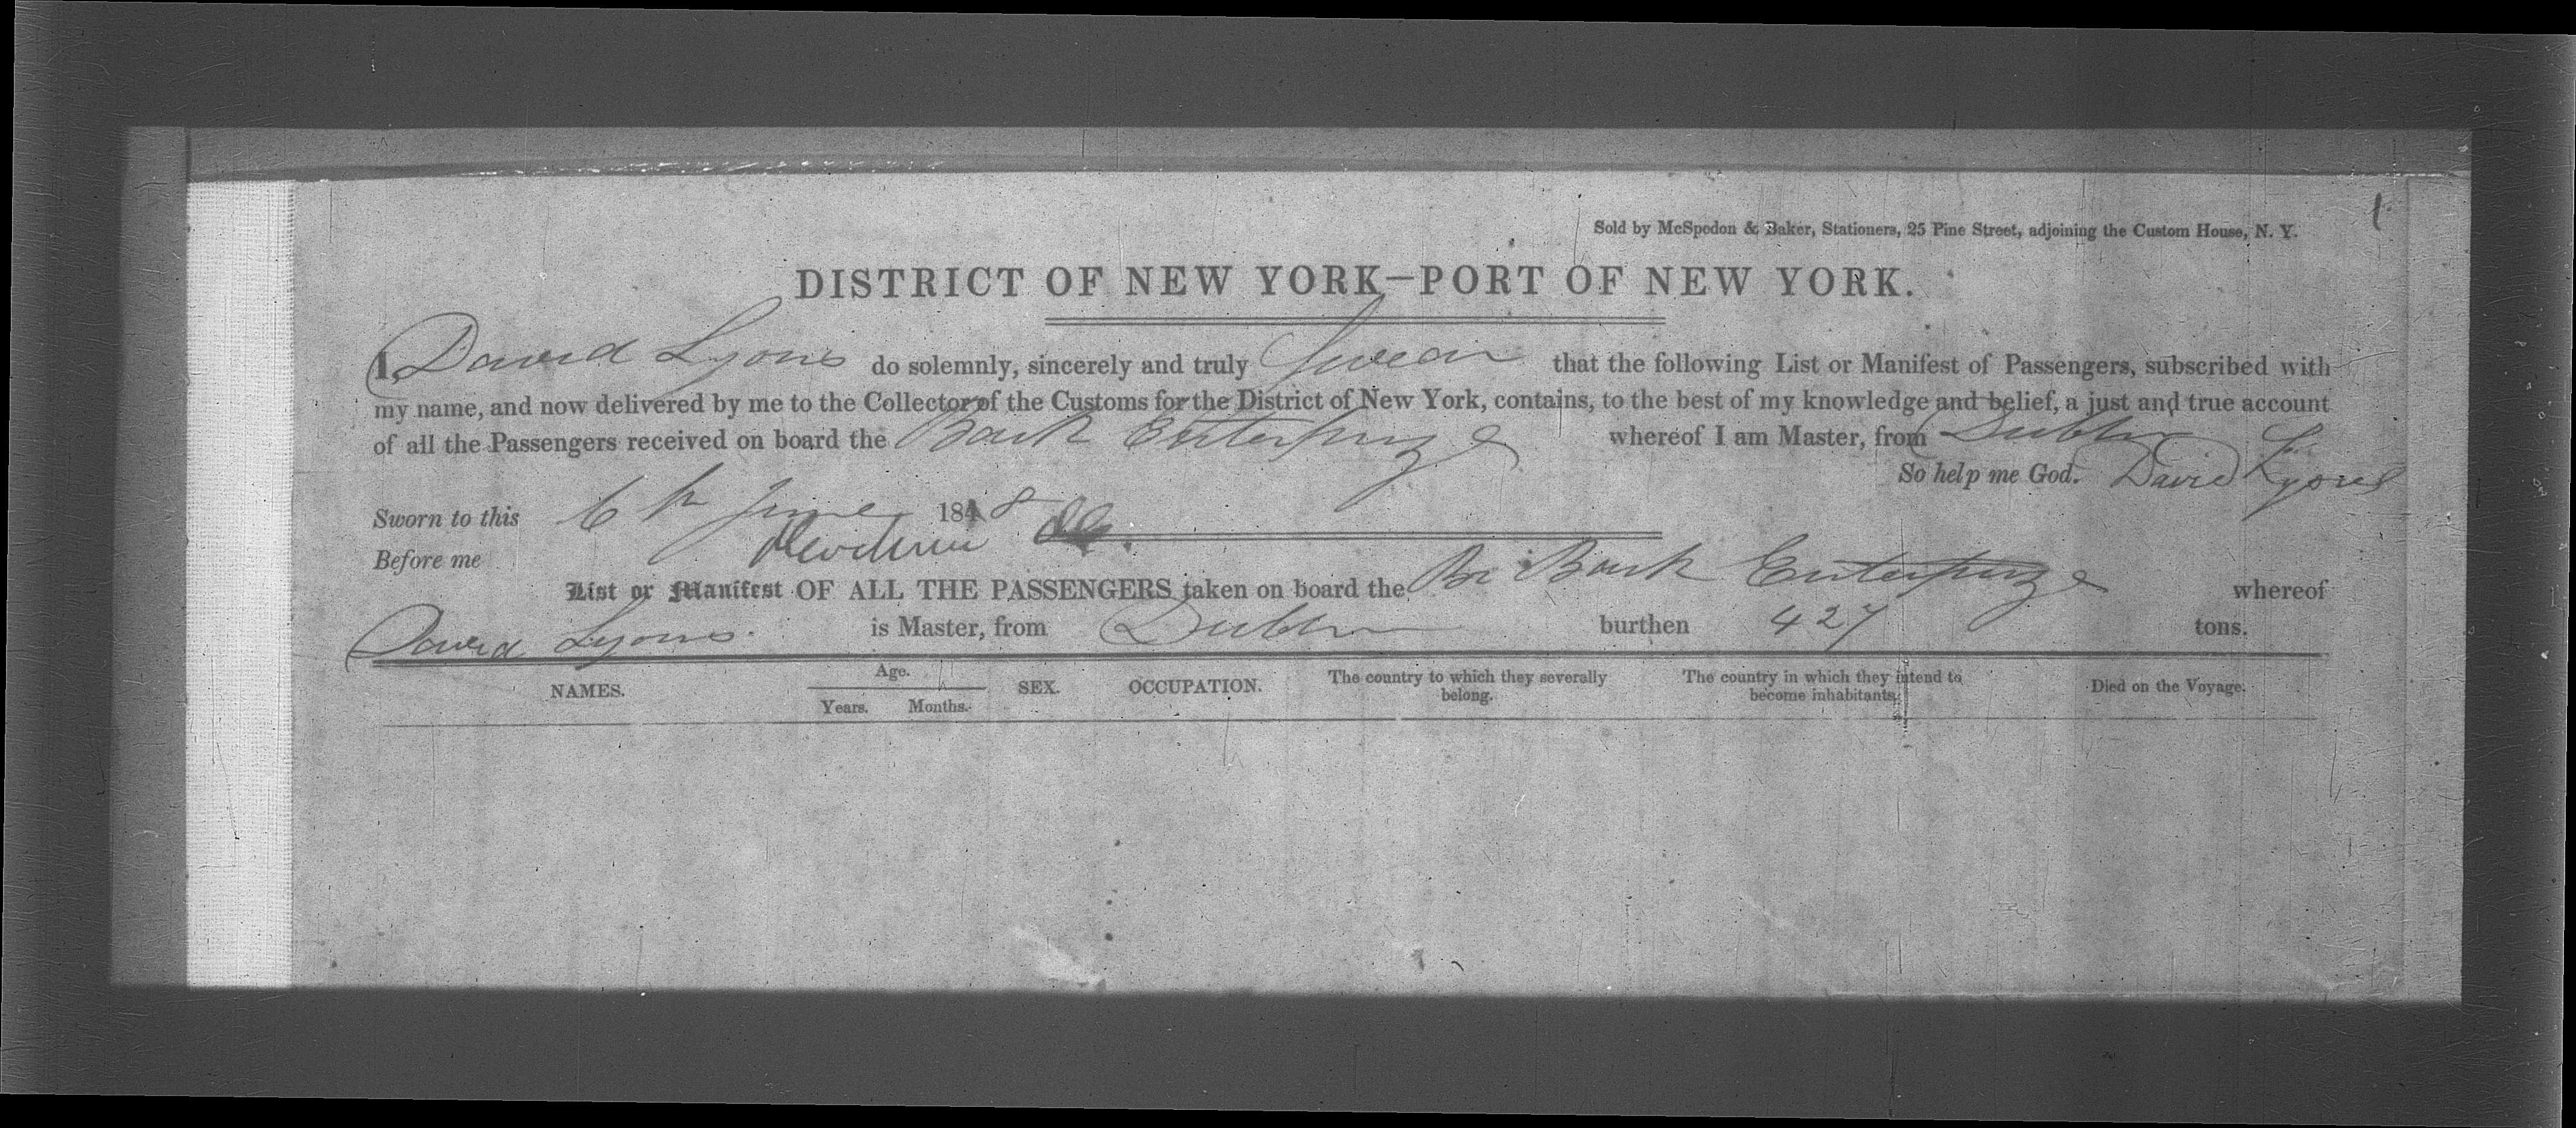 Sold by McSpedon & Baker, Stationers, 25 Pine Street, adjoining the Custom House, N. Y.
DISTRICT OF NEW YORK—PORT OF NEW YORK.
I, David Lyons do solemnly, sincerely and truly Swear that the following List or Manifest of Passengers, subscribed with
my name, and now delivered by me to the Collector of the Customs for the District of New York, contains, to the best of my knowledge and belief, a just and true account
of all the Passengers received on board the Bark Enterprize whereof I am Master, from Dublin
So help me God. David Lyons
Sworn to this 6th June 1848
Before me
List or Manifest OF ALL THE PASSENGERS taken on board the Br Bark Enterprize whereof
David Lyons is Master, from Dublin burthen 427 tons.
NAMES. Age. Years. Months. SEX. OCCUPATION. The country to which they severally belong. The country in which they intend to become inhabitants. Died on the Voyage.